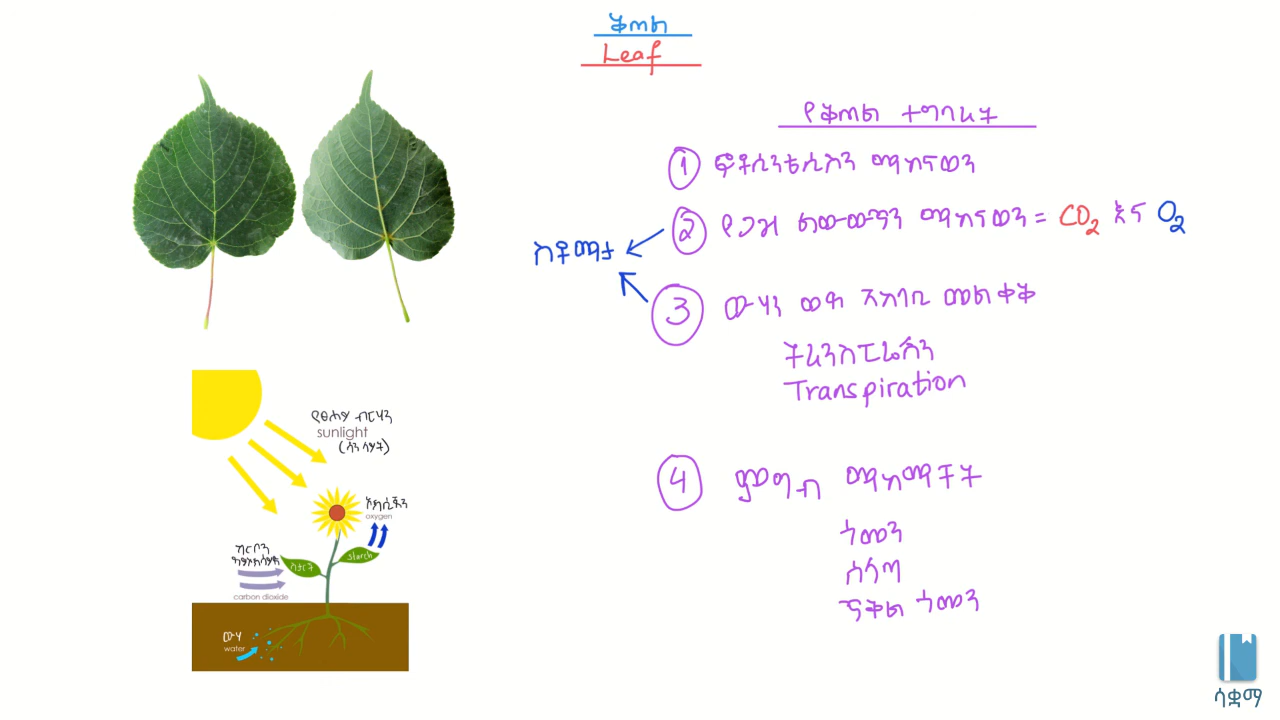 ቅጠል
Leaf
የቅጠል ተግባራት
1 ፎቶሲንቴሲስን ማከናወን
2 የጋዝ ልውውጥን ማከናወን = CO2 እና O2
ስቶማታ
3 ውሃን ወደ ከባቢ መልቀቅ
ትራንስፒሬሽን
Transpiration
4 ምግብ ማከማቸት
ጎመን
ሰላጣ
ጥቅል ጎመን
የፀሐይ ብርሃን
sunlight
(ሳንላይት)
ኦክሲጅን
oxygen
ካርቦን
ዳይኦክሳይድ
ስታርች
starch
carbon dioxide
ውሃ
water
ሳቋማ